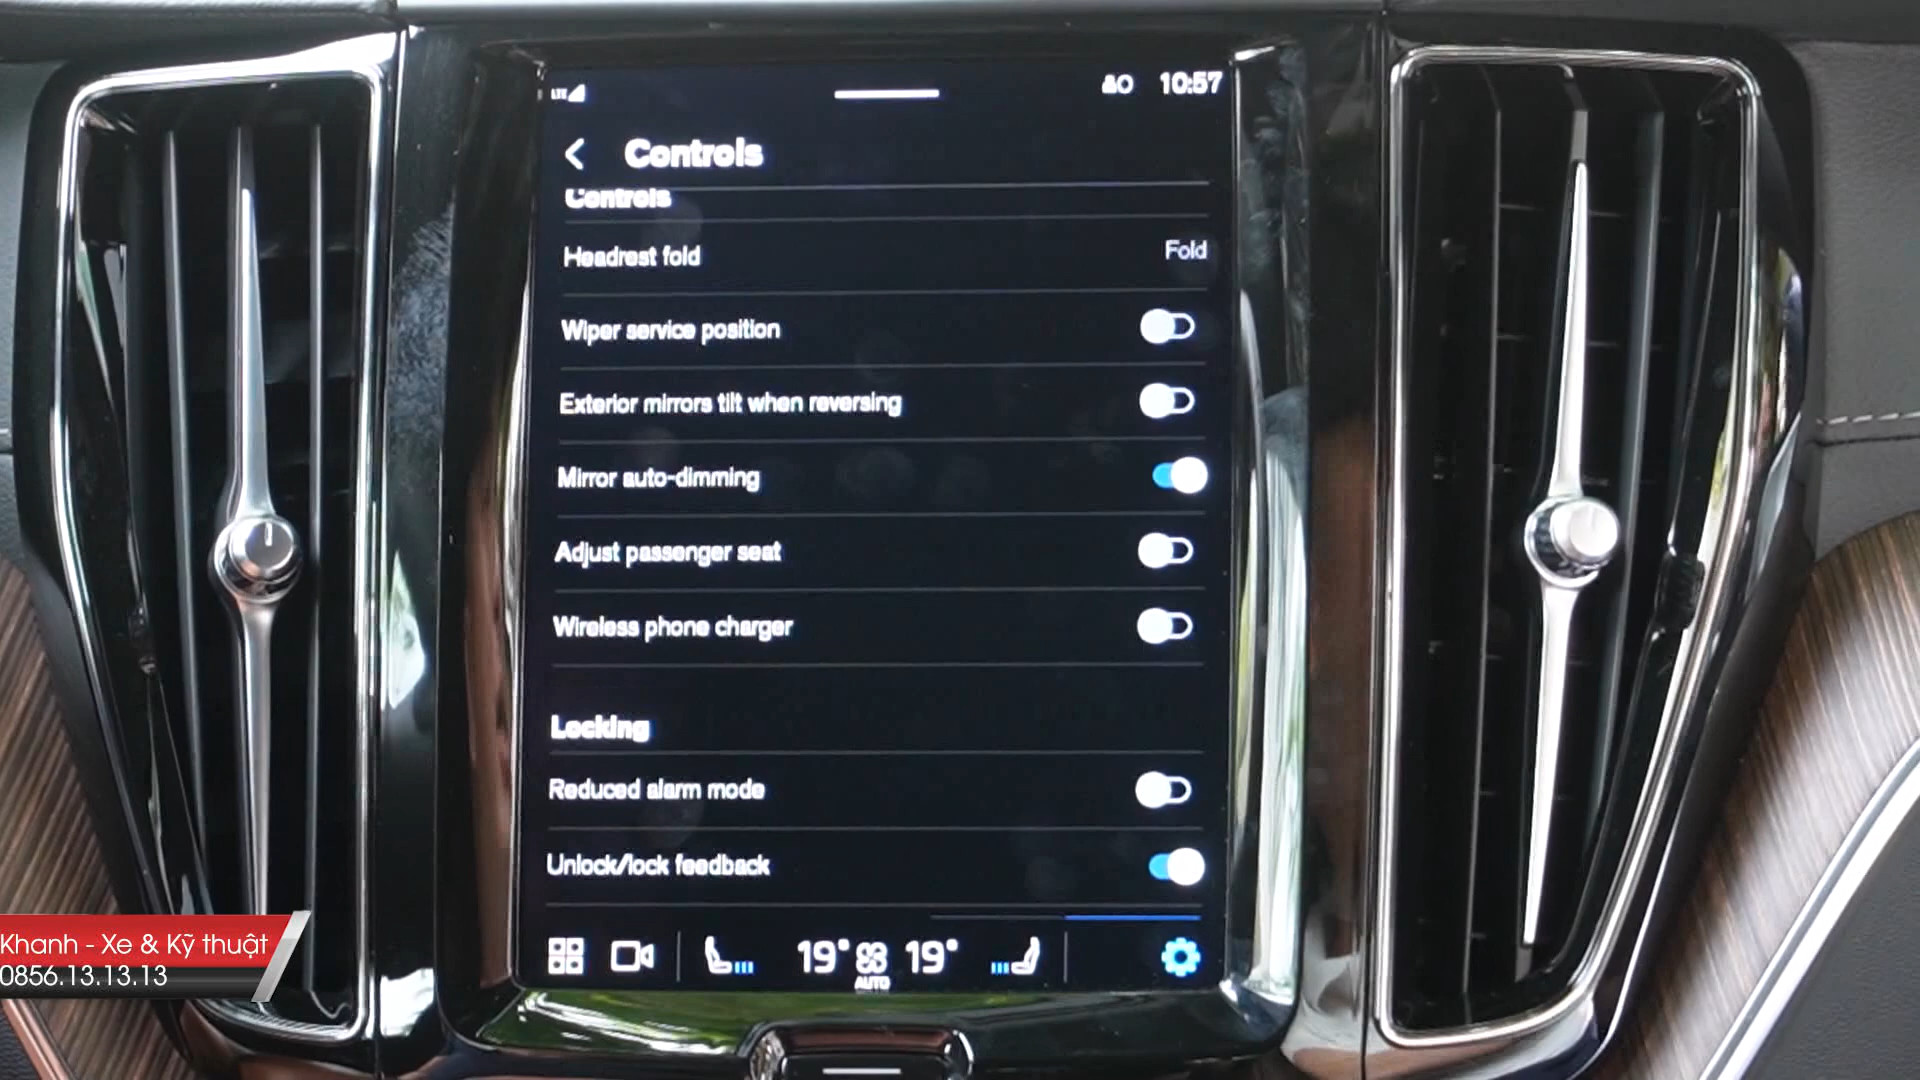 LTE 10:57
Controls
Controls
Headrest fold Fold
Wiper service position
Exterior mirrors tilt when reversing
Mirror auto-dimming
Adjust passenger seat
Wireless phone charger
Locking
Reduced alarm mode
Unlock/lock feedback
19° 19°
AUTO
Khanh - Xe & Kỹ thuật
0856.13.13.13